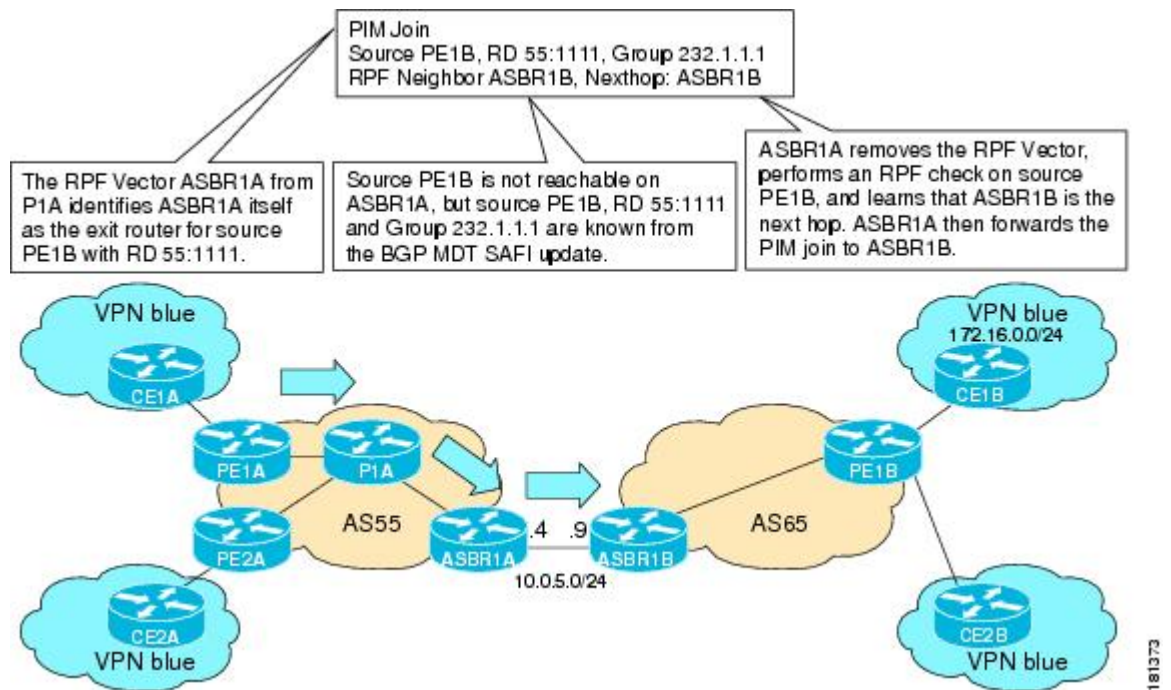 PIM Join
Source PE1B, RD 55:1111, Group 232.1.1.1
RPF Neighbor ASBR1B, Nexthop: ASBR1B
The RPF Vector ASBR1A from
P1A identifies ASBR1A itself
as the exit router for source
PE1B with RD 55:1111.
Source PE1B is not reachable on
ASBR1A, but source PE1B, RD 55:1111
and Group 232.1.1.1 are known from
the BGP MDT SAFI update.
ASBR1A removes the RPF Vector,
performs an RPF check on source
PE1B, and learns that ASBR1B is the
next hop. ASBR1A then forwards the
PIM join to ASBR1B.
VPN blue
CE1A
VPN blue
172.16.0.0/24
CE1B
PE1A
P1A
PE1B
AS55
AS65
PE2A
ASBR1A
.4
.9
ASBR1B
10.0.5.0/24
CE2A
VPN blue
CE2B
VPN blue
181373